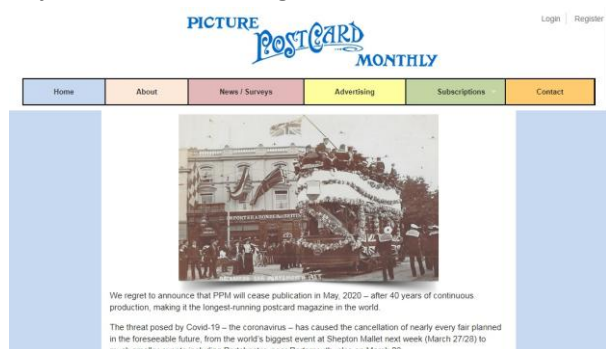 PICTURE
POSTCARD
MONTHLY
Login Register
Home About News / Surveys Advertising Subscriptions Contact
We regret to announce that PPM will cease publication in May, 2020 – after 40 years of continuous
production, making it the longest-running postcard magazine in the world.
The threat posed by Covid-19 – the coronavirus – has caused the cancellation of nearly every fair planned
in the foreseeable future, from the world's biggest event at Shepton Mallet next week (March 27/28) to